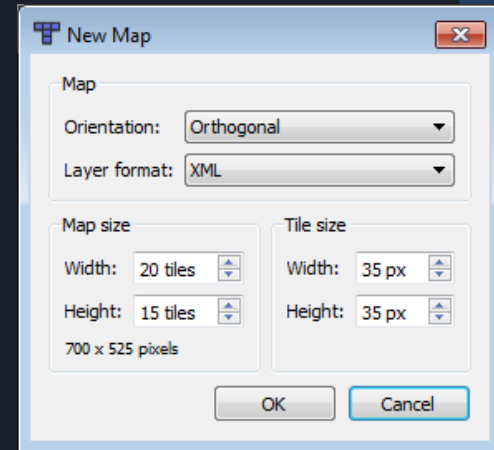 New Map
Map
Orientation: Orthogonal
Layer format: XML
Map size
Width: 20 tiles
Height: 15 tiles
700 x 525 pixels
Tile size
Width: 35 px
Height: 35 px
OK Cancel